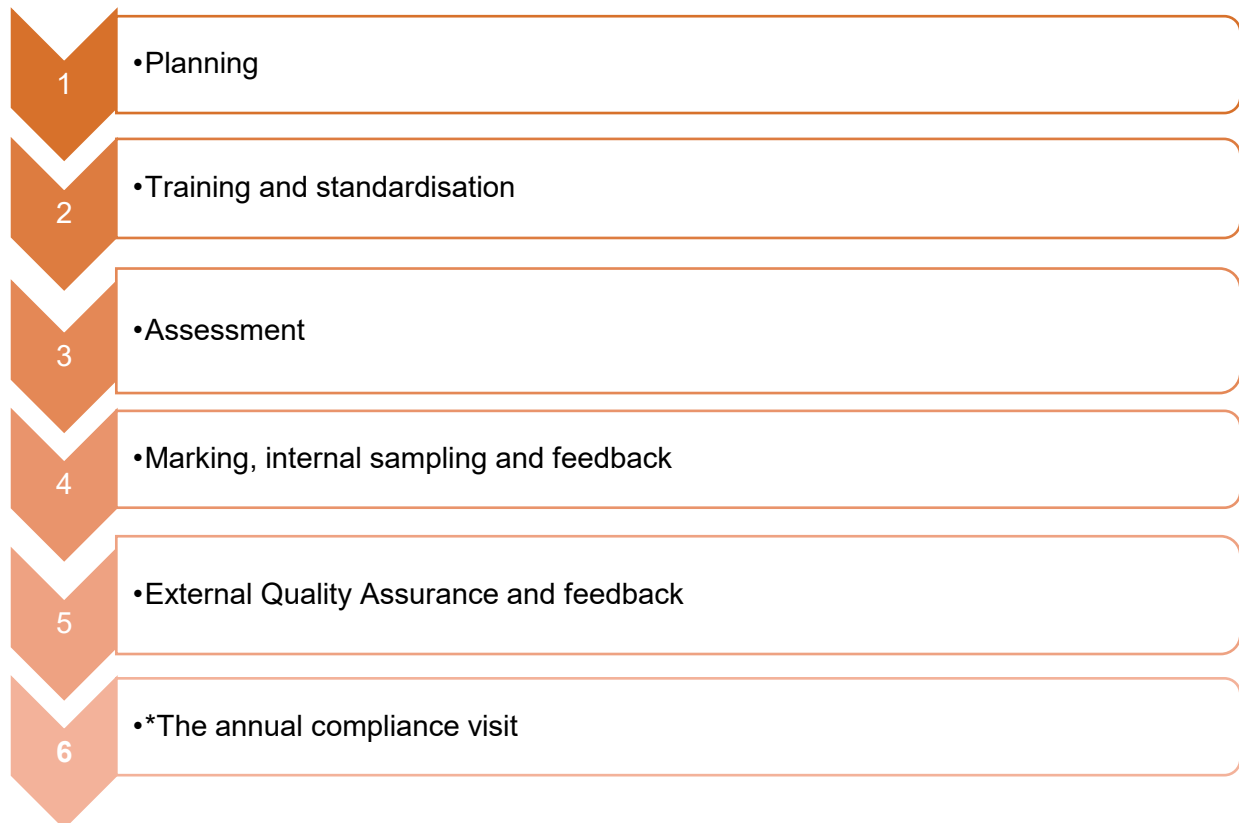 1
•Planning
2
•Training and standardisation
3
•Assessment
4
•Marking, internal sampling and feedback
5
•External Quality Assurance and feedback
6
•*The annual compliance visit